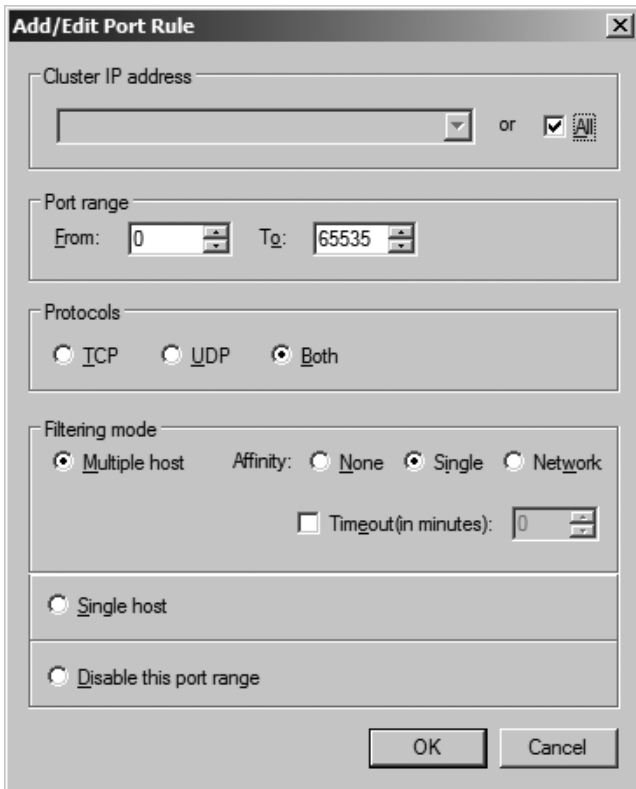 Add/Edit Port Rule
Cluster IP address
or All
Port range
From: 0 To: 65535
Protocols
TCP UDP Both
Filtering mode
Multiple host Affinity: None Single Network
Timeout(in minutes): 0
Single host
Disable this port range
OK Cancel